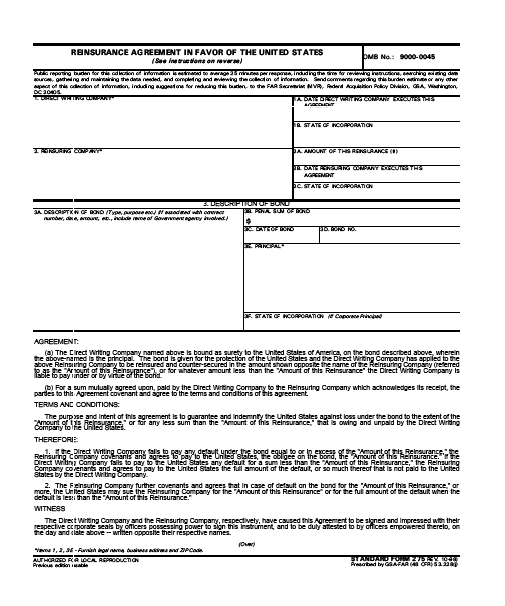 REINSURANCE AGREEMENT IN FAVOR OF THE UNITED STATES
(See instructions on reverse)
OMB No.: 9000-0045
Public reporting burden for this collection of information is estimated to average 25 minutes per response, including the time for reviewing instructions, searching existing data
sources, gathering and maintaining the data needed, and completing and reviewing the collection of information. Send comments regarding this burden estimate or any other
aspect of this collection of information, including suggestions for reducing this burden, to the FAR Secretariat (MVR), Federal Acquisition Policy Division, GSA, Washington,
DC 20405.
1. DIRECT WRITING COMPANY*
1A. DATE DIRECT WRITING COMPANY EXECUTES THIS
AGREEMENT
1B. STATE OF INCORPORATION
2. REINSURING COMPANY*
2A. AMOUNT OF THIS REINSURANCE ($)
2B. DATE REINSURING COMPANY EXECUTES THIS
AGREEMENT
2C. STATE OF INCORPORATION
3. DESCRIPTION OF BOND
3A. DESCRIPTION OF BOND (Type, purpose etc.) (If associated with contract
number, date, amount, etc., include name of Government agency involved.)
3B. PENAL SUM OF BOND
$
3C. DATE OF BOND
3D. BOND NO.
3E. PRINCIPAL*
3F. STATE OF INCORPORATION (If Corporate Principal)
AGREEMENT:
(a) The Direct Writing Company named above is bound as surety to the United States of America, on the bond described above, wherein
the above-named is the principal. The bond is given for the protection of the United States and the Direct Writing Company has applied to the
above Reinsuring Company to be reinsured and counter-secured in the amount shown opposite the name of the Reinsuring Company (referred
to as the "Amount of this Reinsurance"), or for whatever amount less than the "Amount of this Reinsurance" the Direct Writing Company is
liable to pay under or by virtue of the bond.
(b) For a sum mutually agreed upon, paid by the Direct Writing Company to the Reinsuring Company which acknowledges its receipt, the
parties to this Agreement covenant and agree to the terms and conditions of this agreement.
TERMS AND CONDITIONS:
The purpose and intent of this agreement is to guarantee and indemnify the United States against loss under the bond to the extent of the
"Amount of this Reinsurance," or for any less sum than the "Amount of this Reinsurance," that is owing and unpaid by the Direct Writing
Company to the United States.
THEREFORE:
1. If the Direct Writing Company fails to pay any default under the bond equal to or in excess of the "Amount of this Reinsurance," the
Reinsuring Company covenants and agrees to pay to the United States, the obligee on the bond, the "Amount of this Reinsurance." If the
Direct Writing Company fails to pay to the United States any default for a sum less than the "Amount of this Reinsurance," the Reinsuring
Company covenants and agrees to pay to the United States the full amount of the default, or so much thereof that is not paid to the United
States by the Direct Writing Company.
2. The Reinsuring Company further covenants and agrees that in case of default on the bond for the "Amount of this Reinsurance," or
more, the United States may sue the Reinsuring Company for the "Amount of this Reinsurance" or for the full amount of the default when the
default is less than the "Amount of this Reinsurance."
WITNESS
The Direct Writing Company and the Reinsuring Company, respectively, have caused this Agreement to be signed and impressed with their
respective corporate seals by officers possessing power to sign this instrument, and to be duly attested to by officers empowered thereto, on
the day and date above -- written opposite their respective names.
(Over)
*Items 1, 2, 3E - Furnish legal name, business address and ZIP Code.
AUTHORIZED FOR LOCAL REPRODUCTION
Previous edition usable
STANDARD FORM 275 REV. 10-98)
Prescribed by GSA-FAR (48 CFR) 53.228(j)